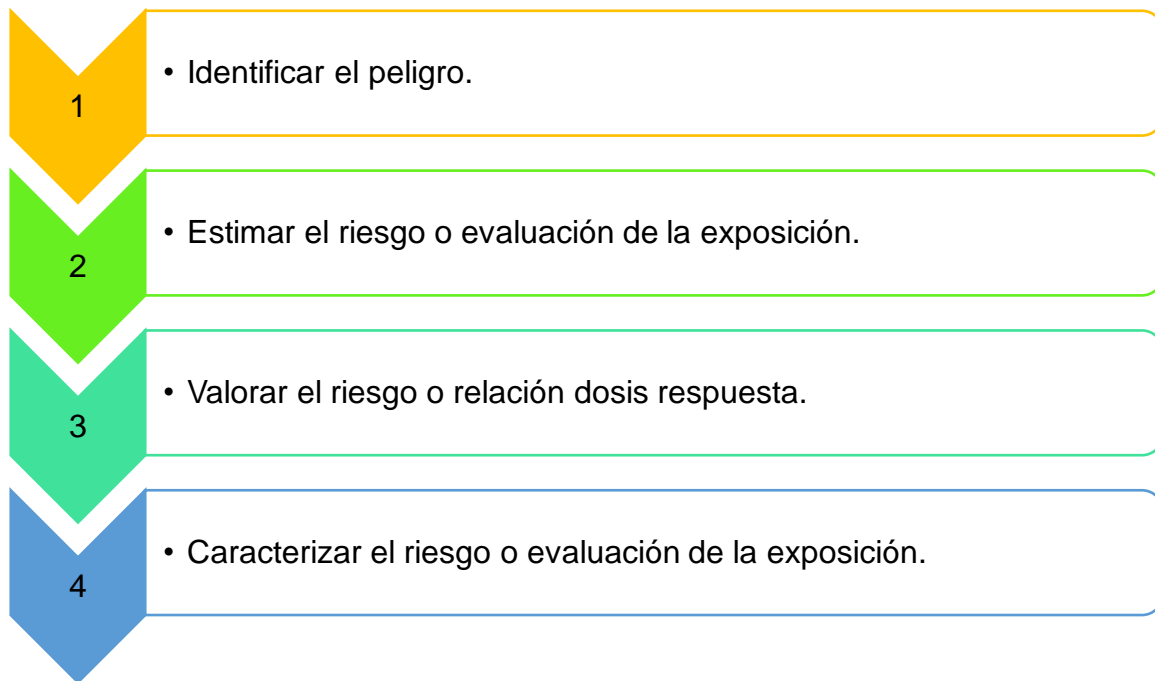 1
• Identificar el peligro.
2
• Estimar el riesgo o evaluación de la exposición.
3
• Valorar el riesgo o relación dosis respuesta.
4
• Caracterizar el riesgo o evaluación de la exposición.